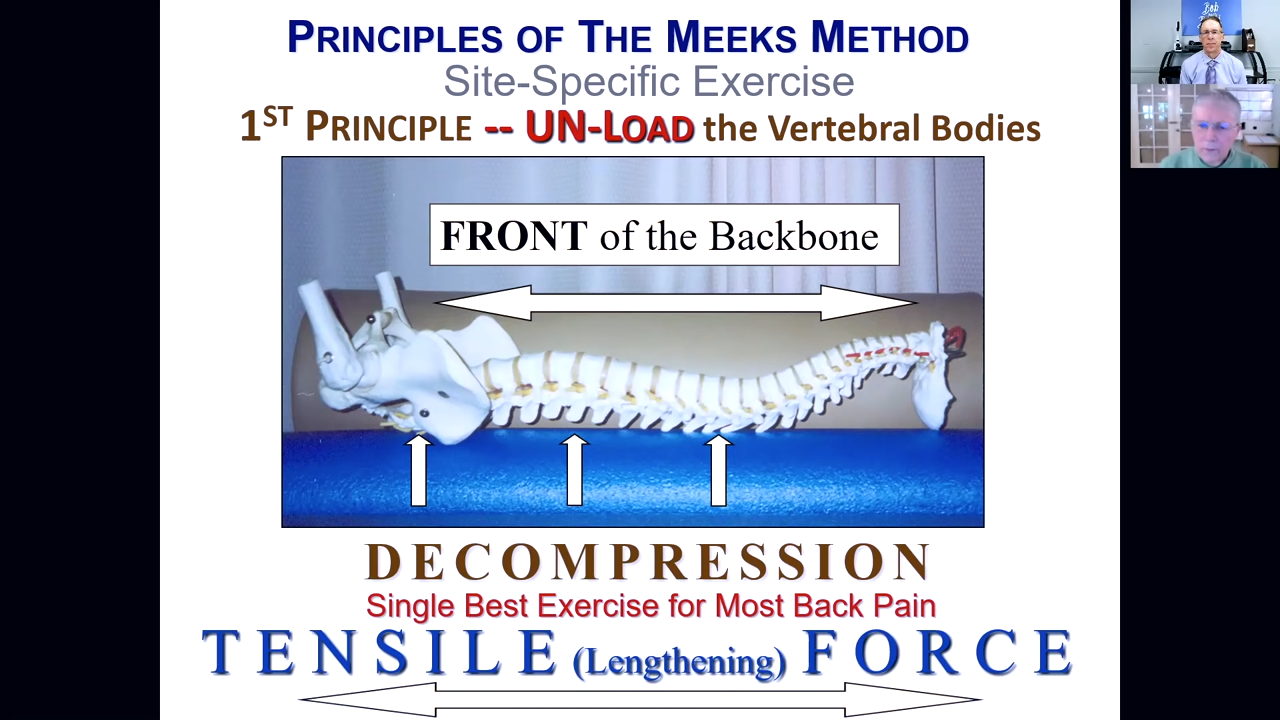 PRINCIPLES OF THE MEEKS METHOD
Site-Specific Exercise
1ST PRINCIPLE -- UN-LOAD the Vertebral Bodies
FRONT of the Backbone
DECOMPRESSION
Single Best Exercise for Most Back Pain
TENSILE (Lengthening) FORCE
Bob